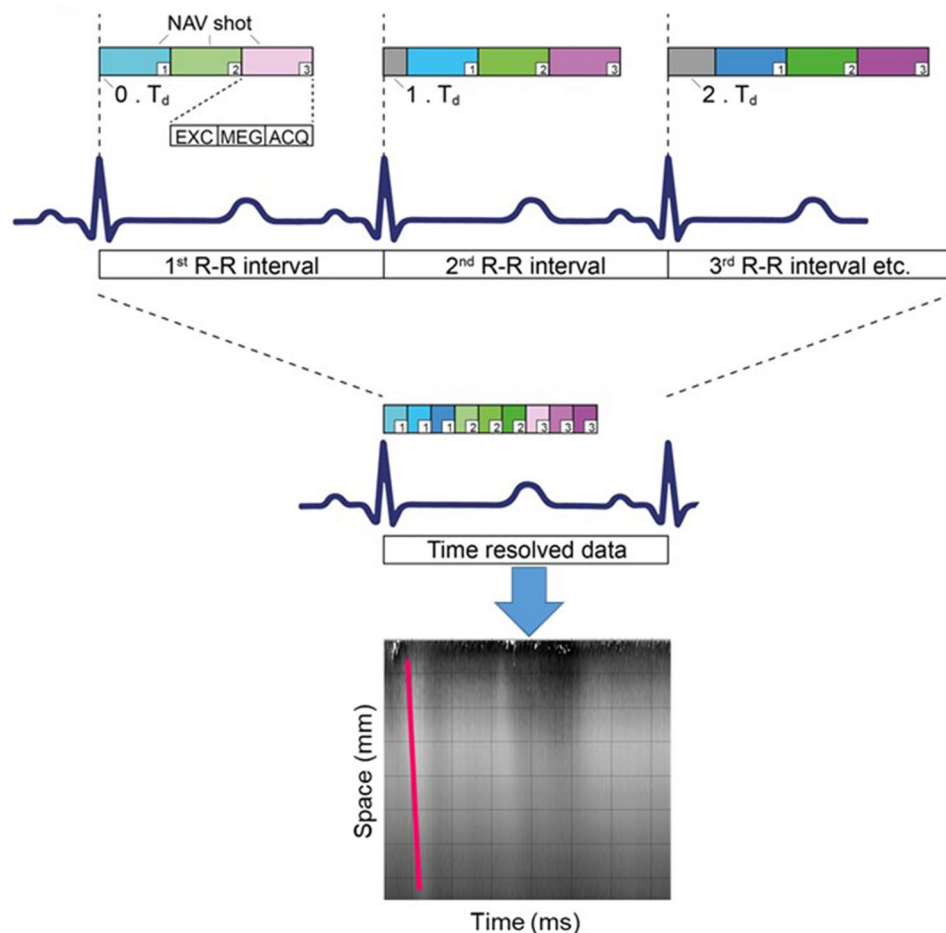 NAV shot
1 2 3 1 2 3 1 2 3
0 . Td 1 . Td 2 . Td
EXC MEG ACQ
1st R-R interval 2nd R-R interval 3rd R-R interval etc.
1 1 1 2 2 2 3 3 3
Time resolved data
Space (mm)
Time (ms)